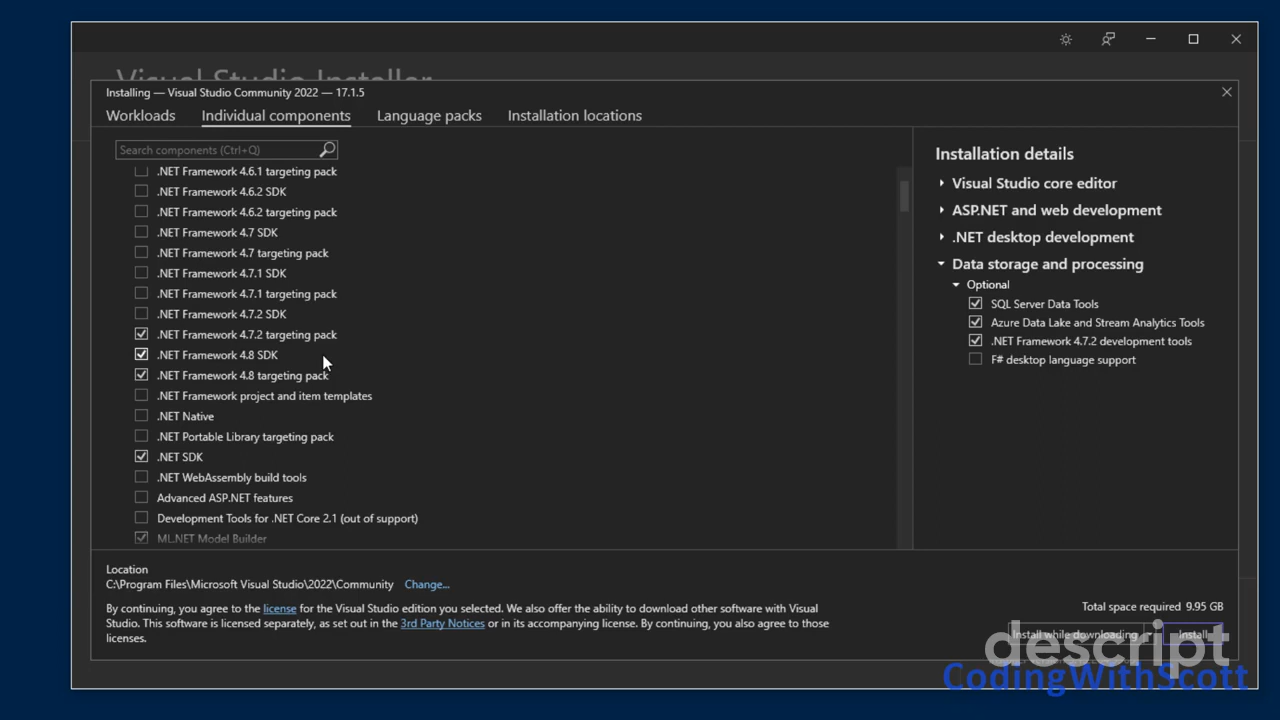 Visual Studio Installer
Installing — Visual Studio Community 2022 — 17.1.5
Workloads Individual components Language packs Installation locations
Search components (Ctrl+Q)
.NET Framework 4.6.1 targeting pack
.NET Framework 4.6.2 SDK
.NET Framework 4.6.2 targeting pack
.NET Framework 4.7 SDK
.NET Framework 4.7 targeting pack
.NET Framework 4.7.1 SDK
.NET Framework 4.7.1 targeting pack
.NET Framework 4.7.2 SDK
.NET Framework 4.7.2 targeting pack
.NET Framework 4.8 SDK
.NET Framework 4.8 targeting pack
.NET Framework project and item templates
.NET Native
.NET Portable Library targeting pack
.NET SDK
.NET WebAssembly build tools
Advanced ASP.NET features
Development Tools for .NET Core 2.1 (out of support)
ML.NET Model Builder
Installation details
Visual Studio core editor
ASP.NET and web development
.NET desktop development
Data storage and processing
Optional
SQL Server Data Tools
Azure Data Lake and Stream Analytics Tools
.NET Framework 4.7.2 development tools
F# desktop language support
Location
C:\Program Files\Microsoft Visual Studio\2022\Community Change...
By continuing, you agree to the license for the Visual Studio edition you selected. We also offer the ability to download other software with Visual
Studio. This software is licensed separately, as set out in the 3rd Party Notices or in its accompanying license. By continuing, you also agree to those
licenses.
Total space required 9.95 GB
Install while downloading Install
descript
CodingWithScott